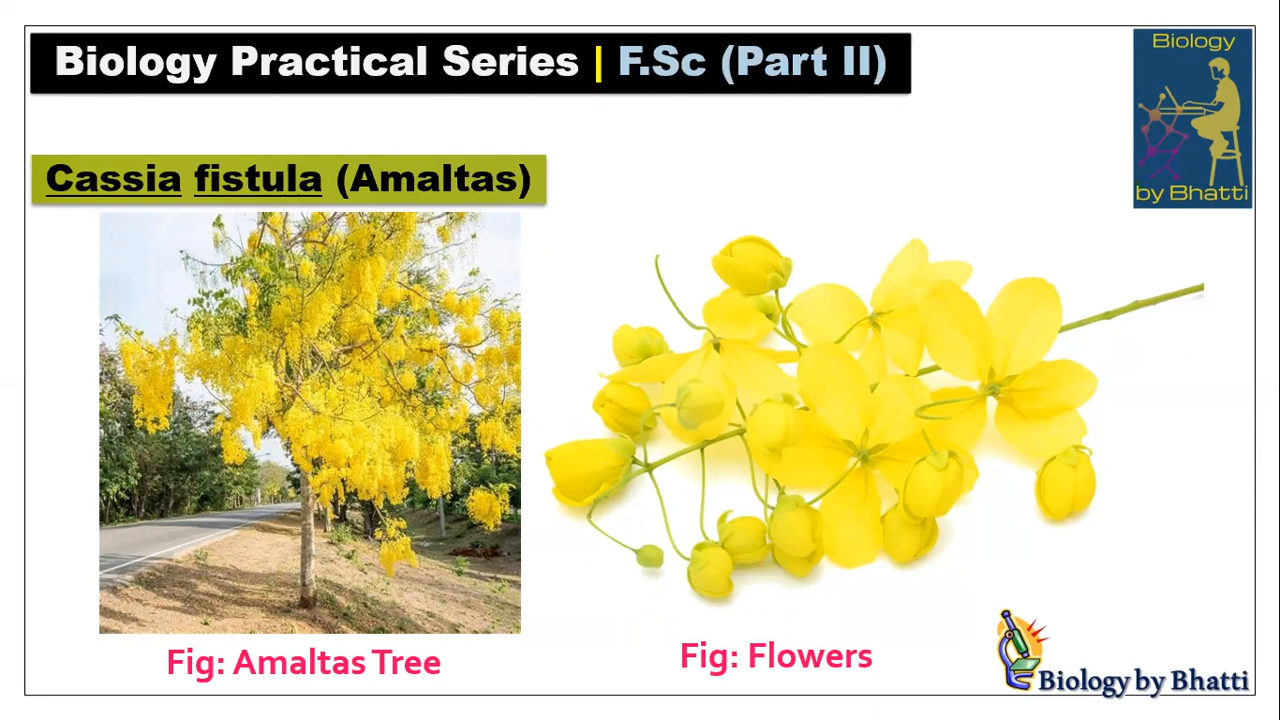 Biology Practical Series | F.Sc (Part II)
Biology
by Bhatti
Cassia fistula (Amaltas)
Fig: Amaltas Tree
Fig: Flowers
Biology by Bhatti